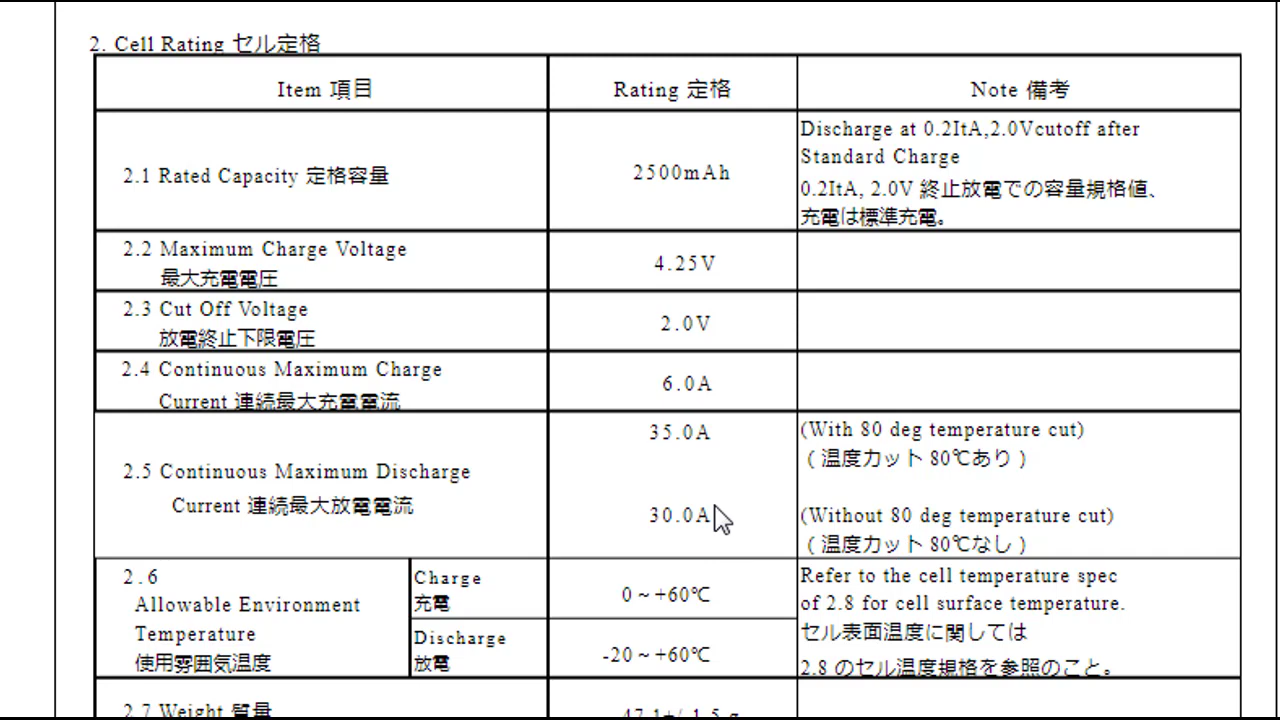 2. Cell Rating セル定格
Item 項目
Rating 定格
Note 備考
2.1 Rated Capacity 定格容量
2500mAh
Discharge at 0.2ItA,2.0Vcutoff after
Standard Charge
0.2ItA, 2.0V 終止放電での容量規格値、
充電は標準充電。
2.2 Maximum Charge Voltage
最大充電電圧
4.25V
2.3 Cut Off Voltage
放電終止下限電圧
2.0V
2.4 Continuous Maximum Charge
Current 連続最大充電電流
6.0A
2.5 Continuous Maximum Discharge
Current 連続最大放電電流
35.0A
(With 80 deg temperature cut)
（温度カット 80℃あり）
30.0A
(Without 80 deg temperature cut)
（温度カット 80℃なし）
2.6
Allowable Environment
Temperature
使用雰囲気温度
Charge
充電
0～+60℃
Discharge
放電
-20～+60℃
Refer to the cell temperature spec
of 2.8 for cell surface temperature.
セル表面温度に関しては
2.8 のセル温度規格を参照のこと。
2.7 Weight 質量
47.1+/-1.5 g